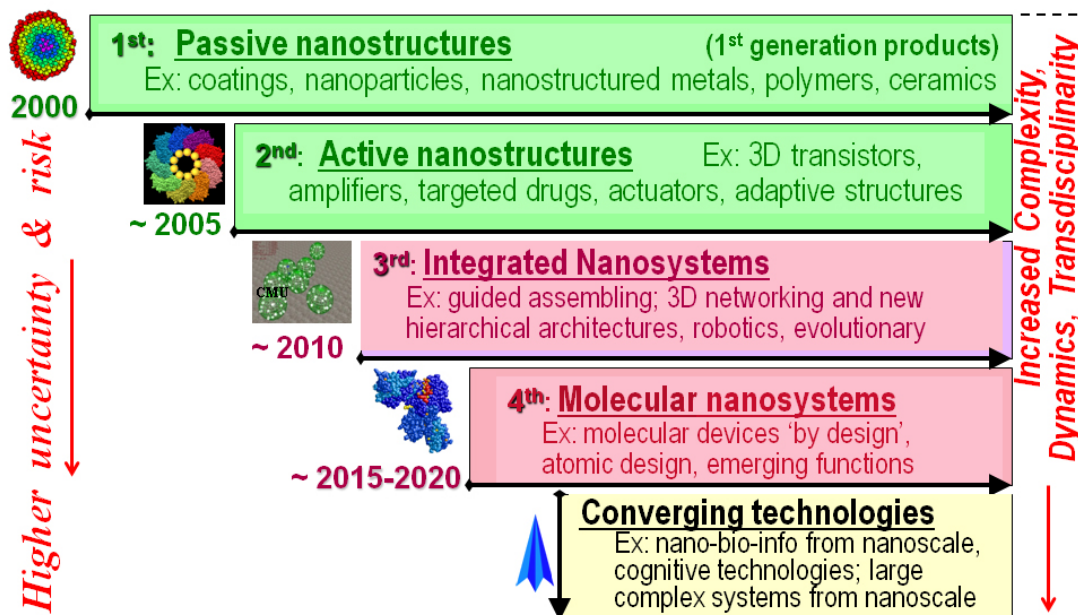 1st: Passive nanostructures (1st generation products)
Ex: coatings, nanoparticles, nanostructured metals, polymers, ceramics
2000
2nd: Active nanostructures Ex: 3D transistors,
amplifiers, targeted drugs, actuators, adaptive structures
~ 2005
3rd: Integrated Nanosystems
Ex: guided assembling; 3D networking and new
hierarchical architectures, robotics, evolutionary
CMU
~ 2010
4th: Molecular nanosystems
Ex: molecular devices ‘by design’,
atomic design, emerging functions
~ 2015-2020
Converging technologies
Ex: nano-bio-info from nanoscale,
cognitive technologies; large
complex systems from nanoscale
Higher uncertainty & risk
Increased Complexity,
Dynamics, Transdisciplinarity